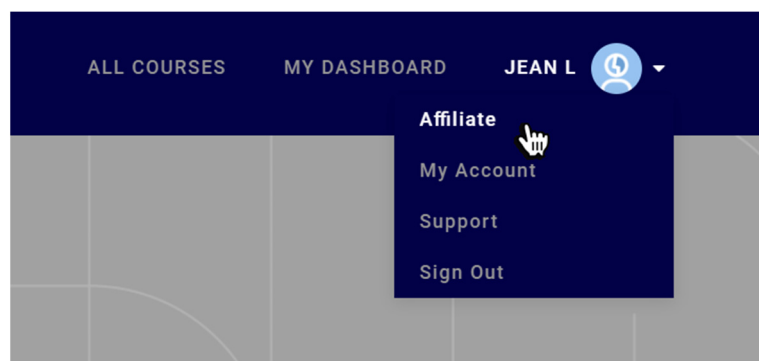 ALL COURSES MY DASHBOARD JEAN L
Affiliate
My Account
Support
Sign Out